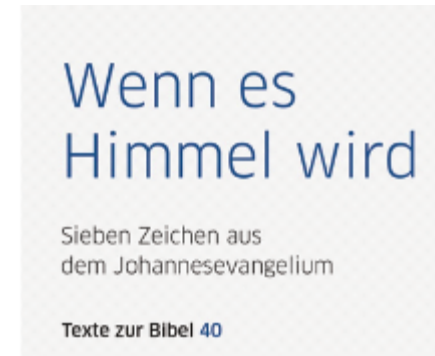 Wenn es
Himmel wird
Sieben Zeichen aus
dem Johannesevangelium
Texte zur Bibel 40